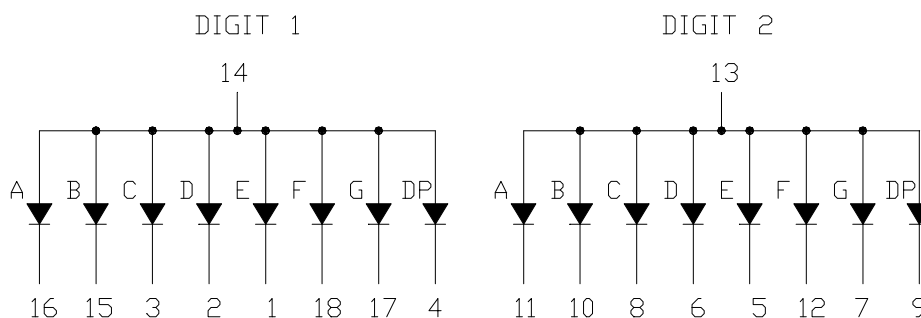 DIGIT 1 DIGIT 2
14 13
A B C D E F G DP A B C D E F G DP
16 15 3 2 1 18 17 4 11 10 8 6 5 12 7 9